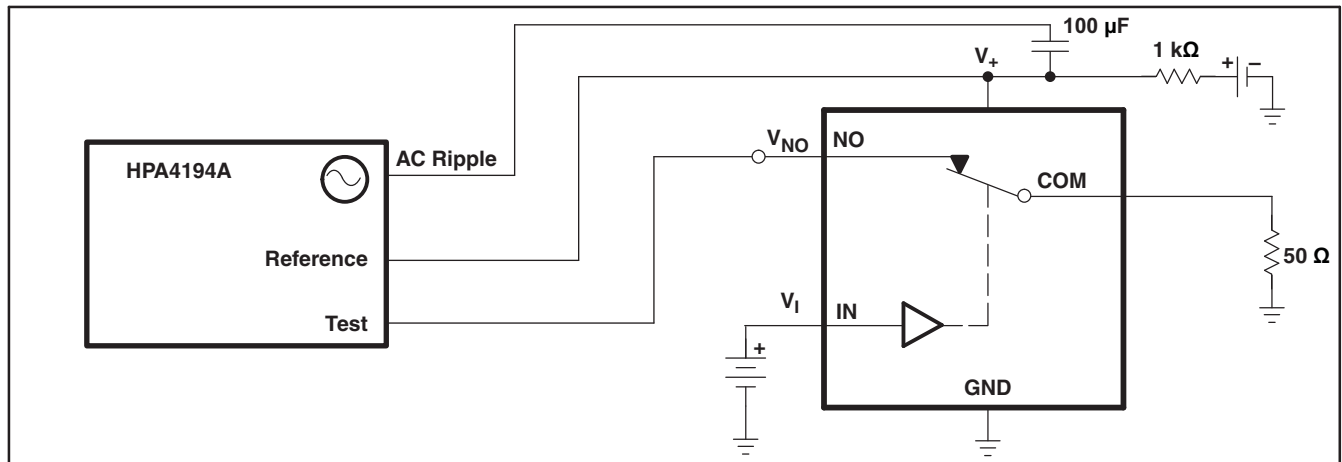 100 µF
1 kΩ
V+
+ −
HPA4194A
AC Ripple
VNO
NO
COM
Reference
50 Ω
Test
VI
IN
+
GND